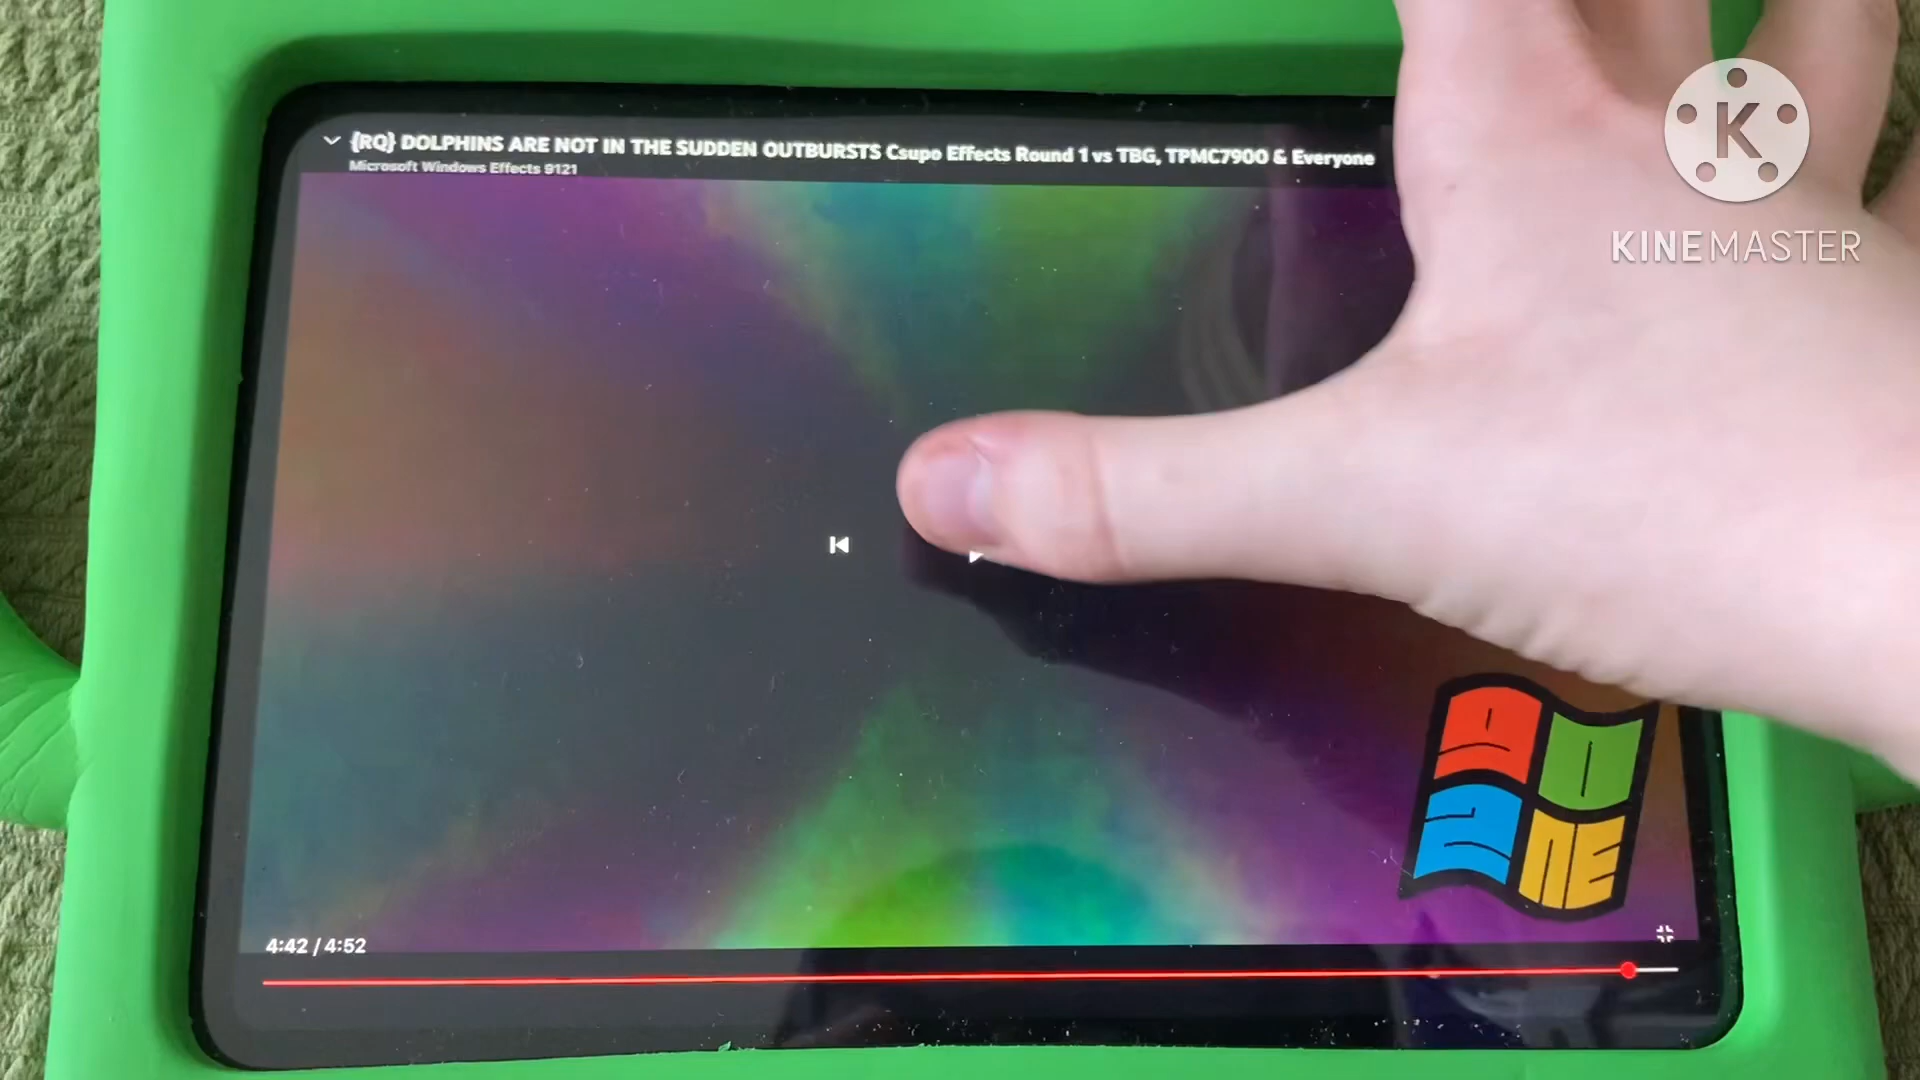 {RQ} DOLPHINS ARE NOT IN THE SUDDEN OUTBURSTS Csupo Effects Round 1 vs TBG, TPMC7900 & Everyone
Microsoft Windows Effects 9121
K
KINEMASTER
4:42 / 4:52